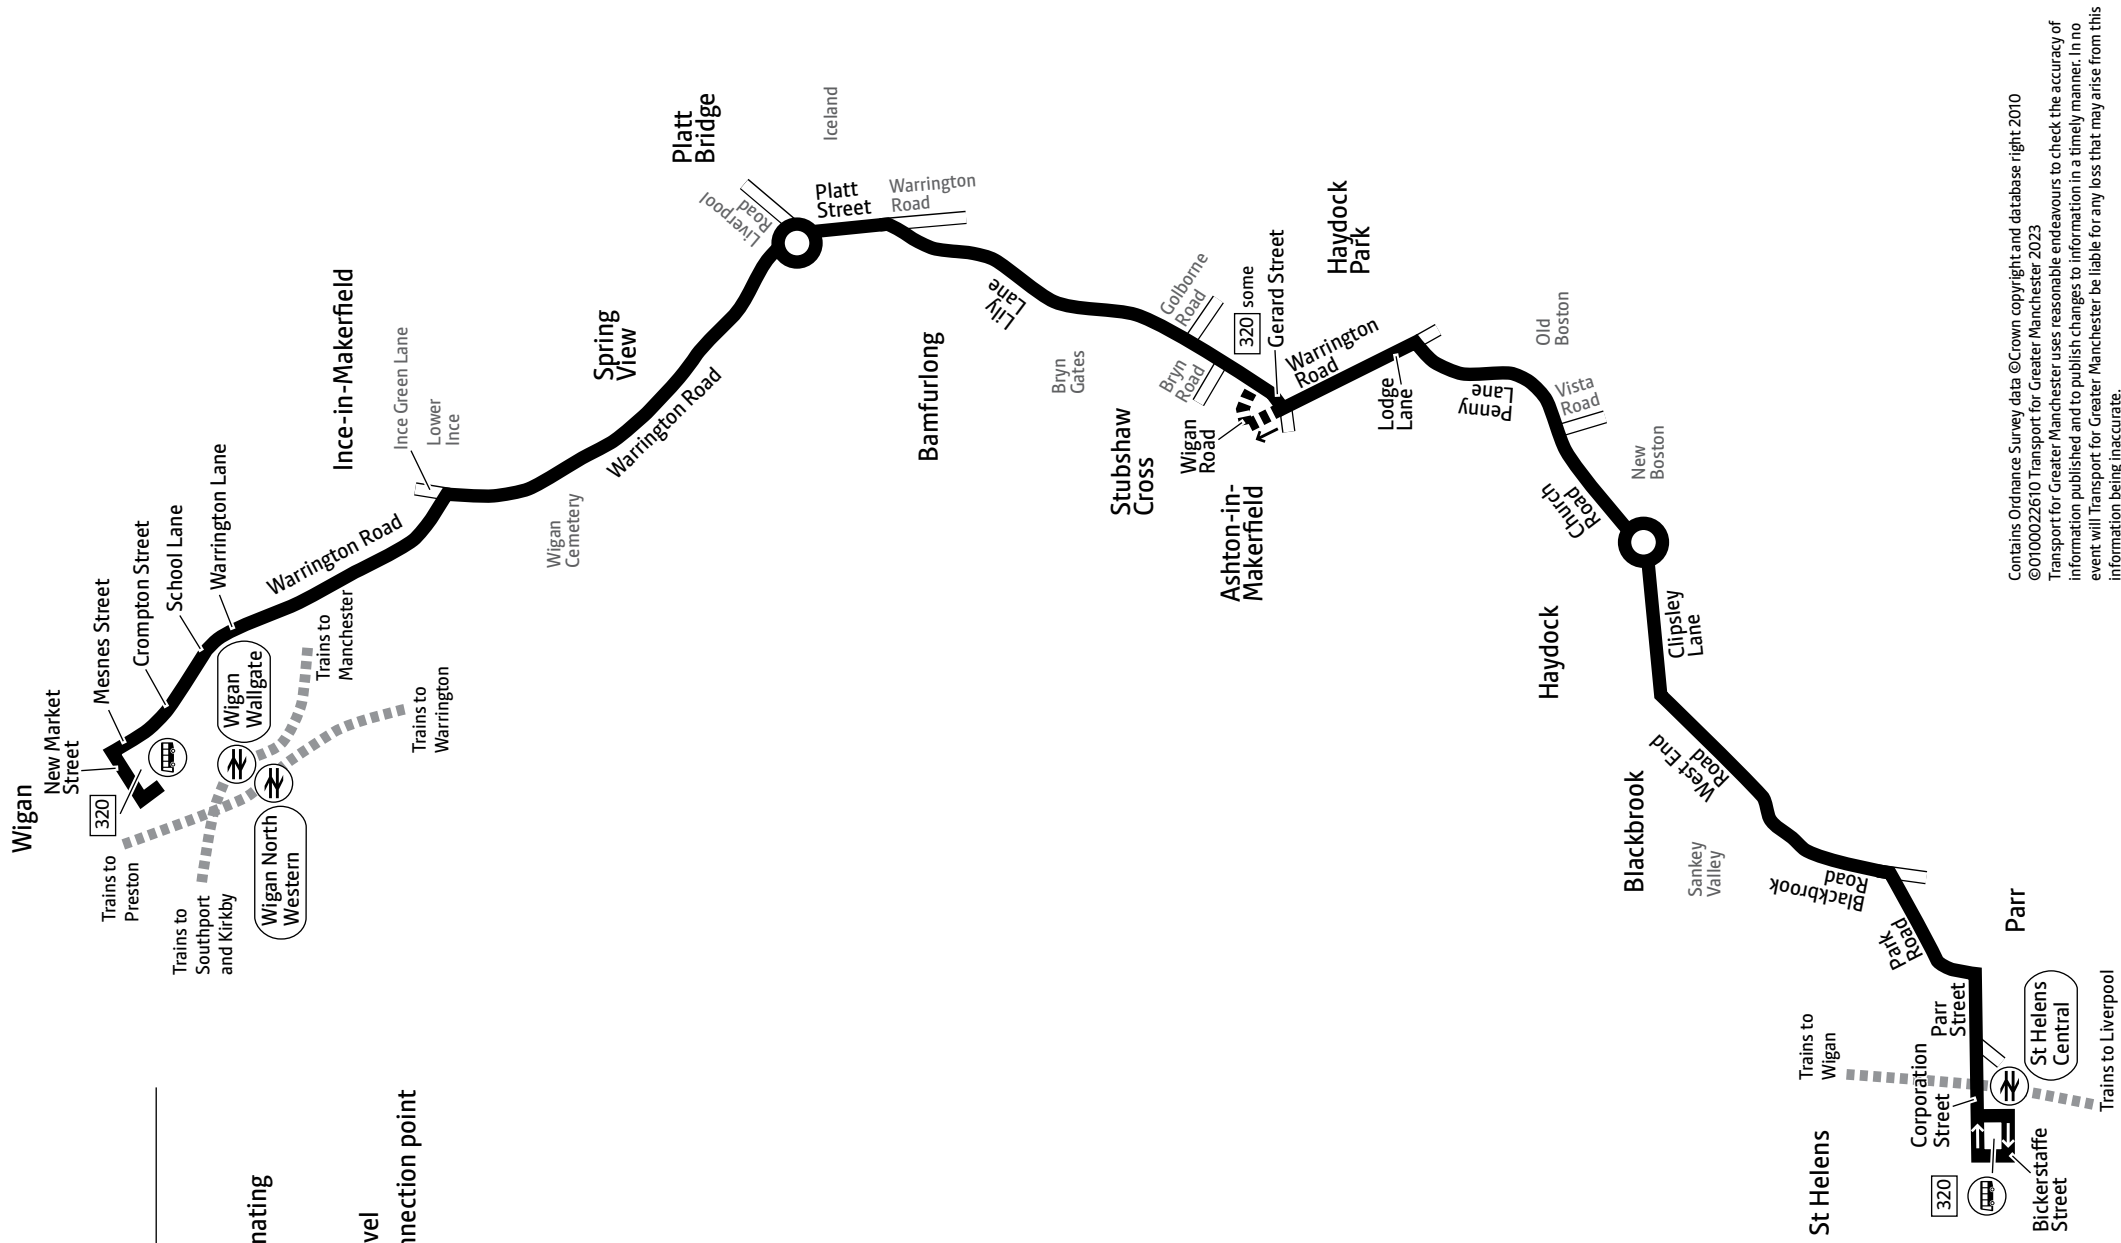 Wigan
New Market
Street
Mesnes Street
Crompton Street
School Lane
Warrington Lane
320
Trains to
Preston
Trains to
Southport
and Kirkby
Wigan
Wallgate
Wigan North
Western
Trains to
Manchester
Trains to
Warrington
Warrington Road
Ince-in-Makerfield
Ince Green Lane
Lower
Ince
Wigan
Cemetery
Spring
View
Warrington Road
Platt
Bridge
Liverpool
Road
Iceland
Platt
Street
Warrington
Road
Bamfurlong
Lily
Lane
Bryn
Gates
Stubshaw
Cross
Golborne
Road
Bryn
Road
Wigan
Road
320 some
Gerard Street
Ashton-in-
Makerfield
Haydock
Park
Warrington
Road
Lodge
Lane
Penny
Lane
Old
Boston
Vista
Road
New
Boston
Church
Road
Haydock
Clipsley
Lane
West End
Road
Blackbrook
Sankey
Valley
Blackbrook
Road
Park
Road
Parr
Parr
Street
St Helens
Central
Trains to
Wigan
Trains to Liverpool
Corporation
Street
St Helens
320
Bickerstaffe
Street
nating
vel
nnection point
Contains Ordnance Survey data ©Crown copyright and database right 2010
©0100022610 Transport for Greater Manchester 2023
Transport for Greater Manchester uses reasonable endeavours to check the accuracy of
information published and to publish changes to information in a timely manner. In no
event will Transport for Greater Manchester be liable for any loss that may arise from this
information being inaccurate.